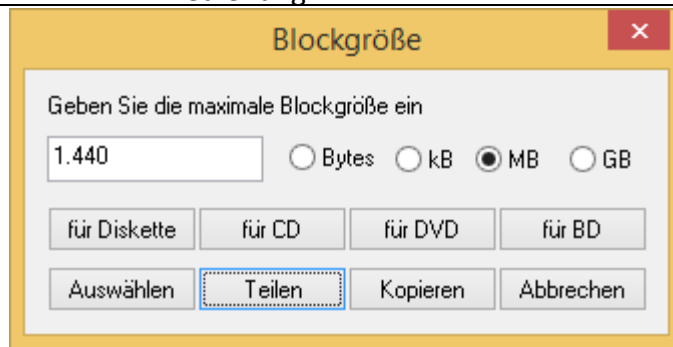 Blockgröße
Geben Sie die maximale Blockgröße ein
1.440 Bytes kB MB GB
für Diskette für CD für DVD für BD
Auswählen Teilen Kopieren Abbrechen